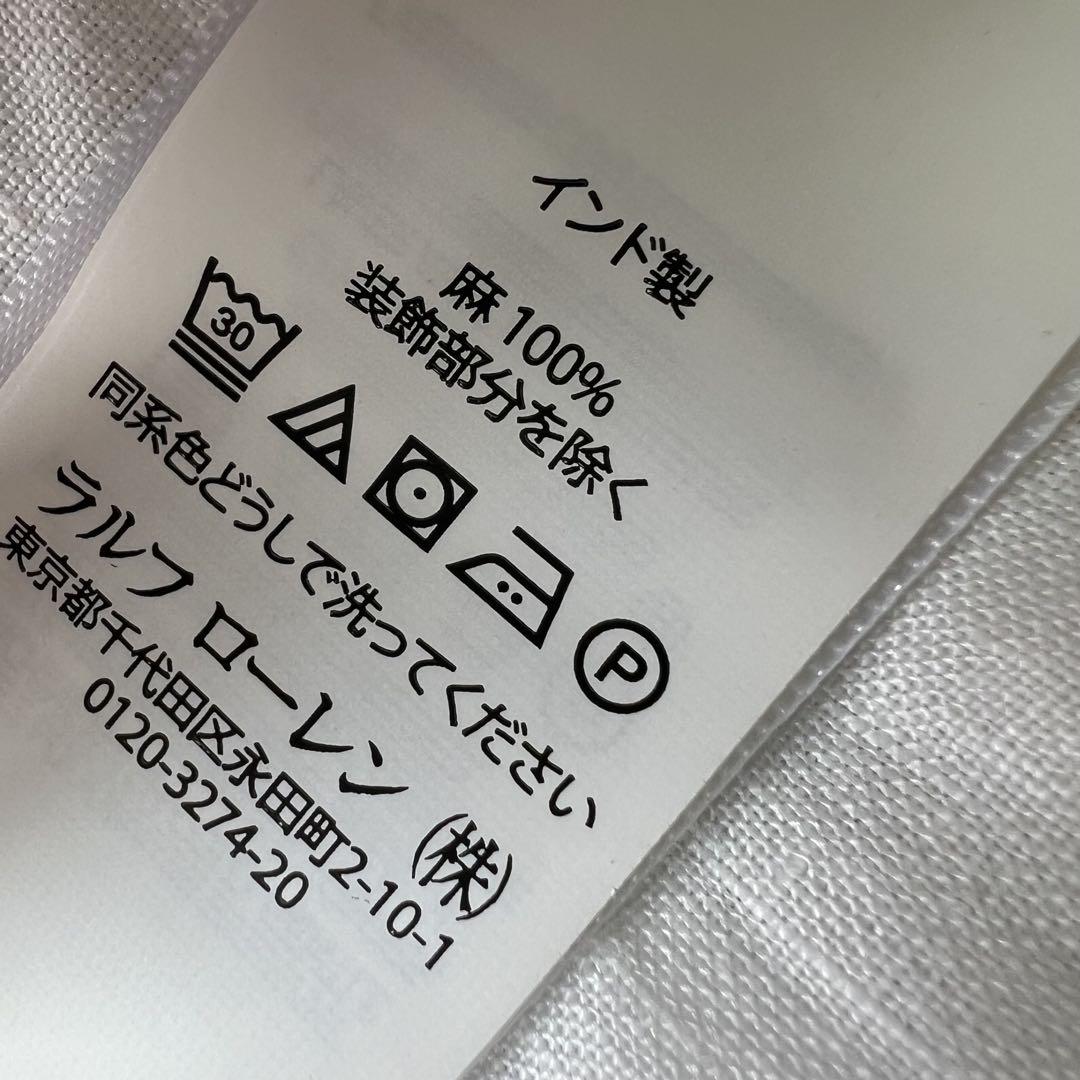 インド製
麻 100%
装飾部分を除く
30 P
同系色どうしで洗ってください
ラルフ ローレン (株)
東京都千代田区永田町2-10-1
0120-3274-20